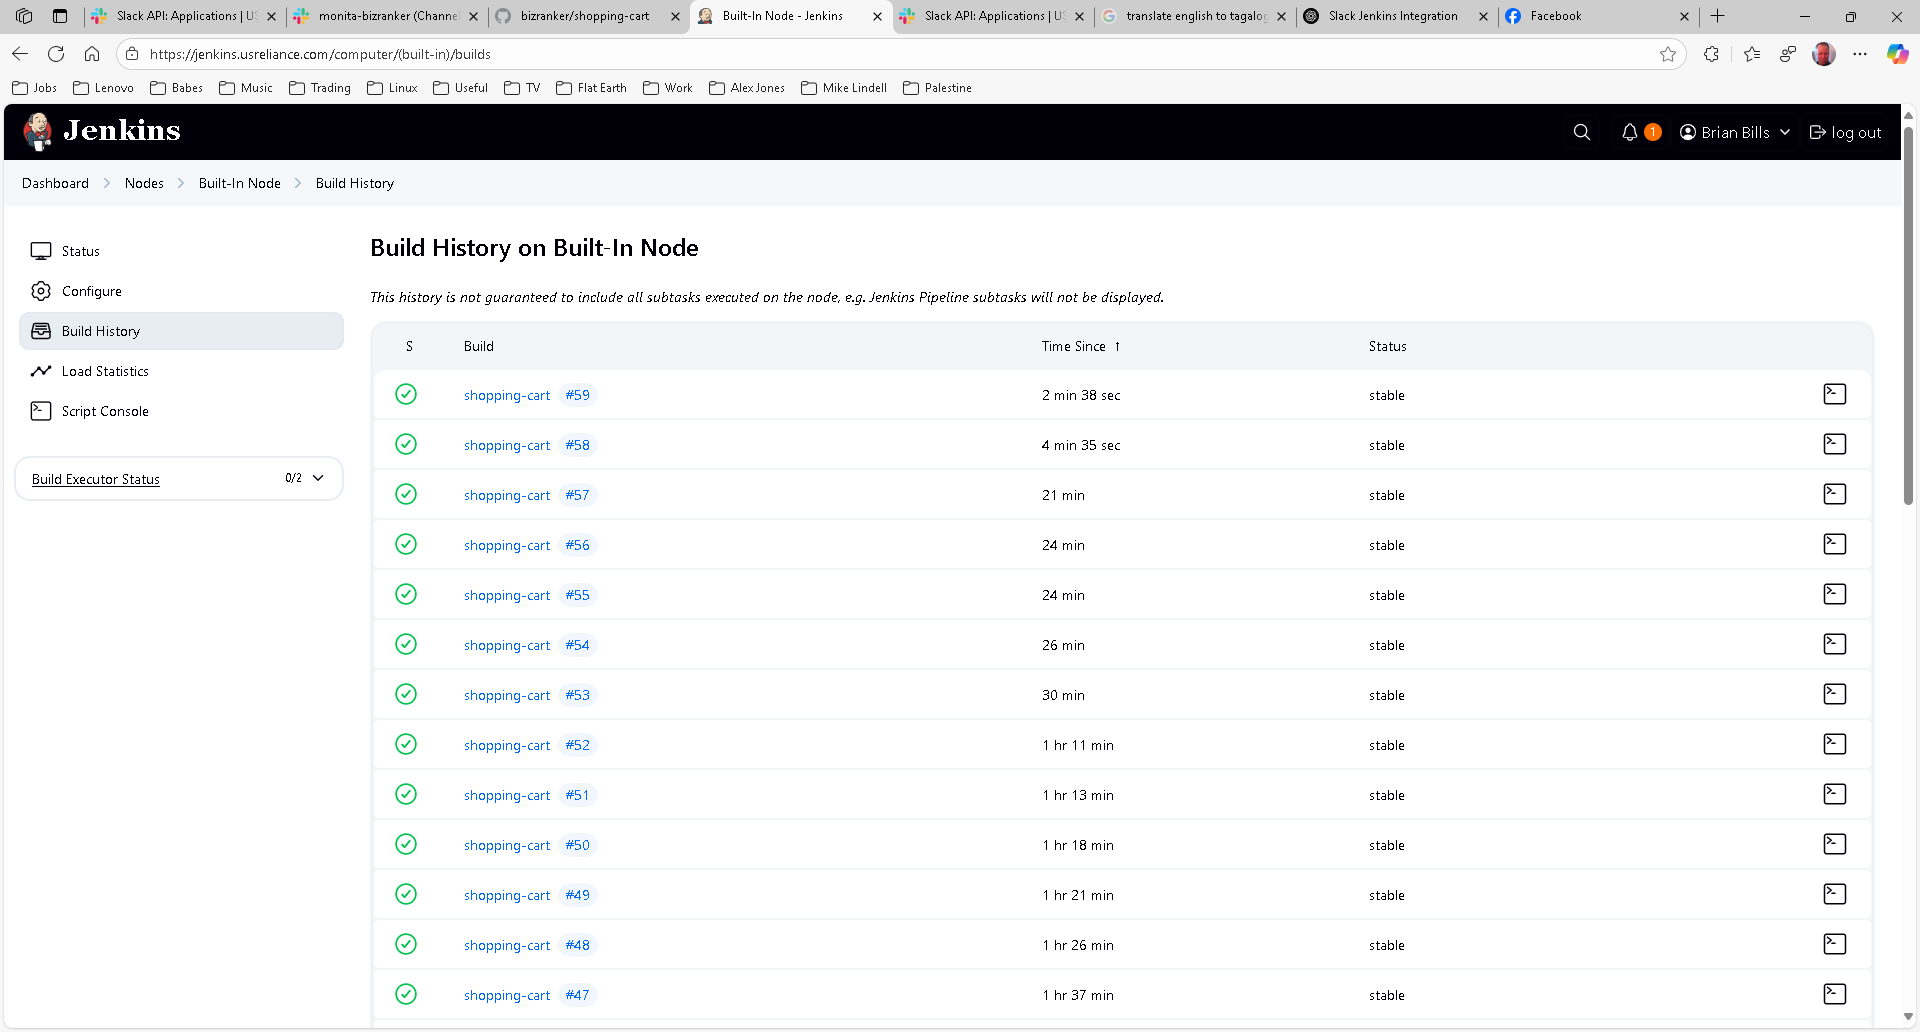 Slack API: Applications | US
monita-bizranker (Channel
bizranker/shopping-cart
Built-In Node - Jenkins
Slack API: Applications | US
translate english to tagalog
Slack Jenkins Integration
Facebook
https://jenkins.usreliance.com/computer/(built-in)/builds
Jobs Lenovo Babes Music Trading Linux Useful TV Flat Earth Work Alex Jones Mike Lindell Palestine
Jenkins
1 Brian Bills log out
Dashboard Nodes Built-In Node Build History
Status
Configure
Build History
Load Statistics
Script Console
Build Executor Status 0/2
Build History on Built-In Node
This history is not guaranteed to include all subtasks executed on the node, e.g. Jenkins Pipeline subtasks will not be displayed.
S Build Time Since ↑ Status
shopping-cart #59 2 min 38 sec stable
shopping-cart #58 4 min 35 sec stable
shopping-cart #57 21 min stable
shopping-cart #56 24 min stable
shopping-cart #55 24 min stable
shopping-cart #54 26 min stable
shopping-cart #53 30 min stable
shopping-cart #52 1 hr 11 min stable
shopping-cart #51 1 hr 13 min stable
shopping-cart #50 1 hr 18 min stable
shopping-cart #49 1 hr 21 min stable
shopping-cart #48 1 hr 26 min stable
shopping-cart #47 1 hr 37 min stable